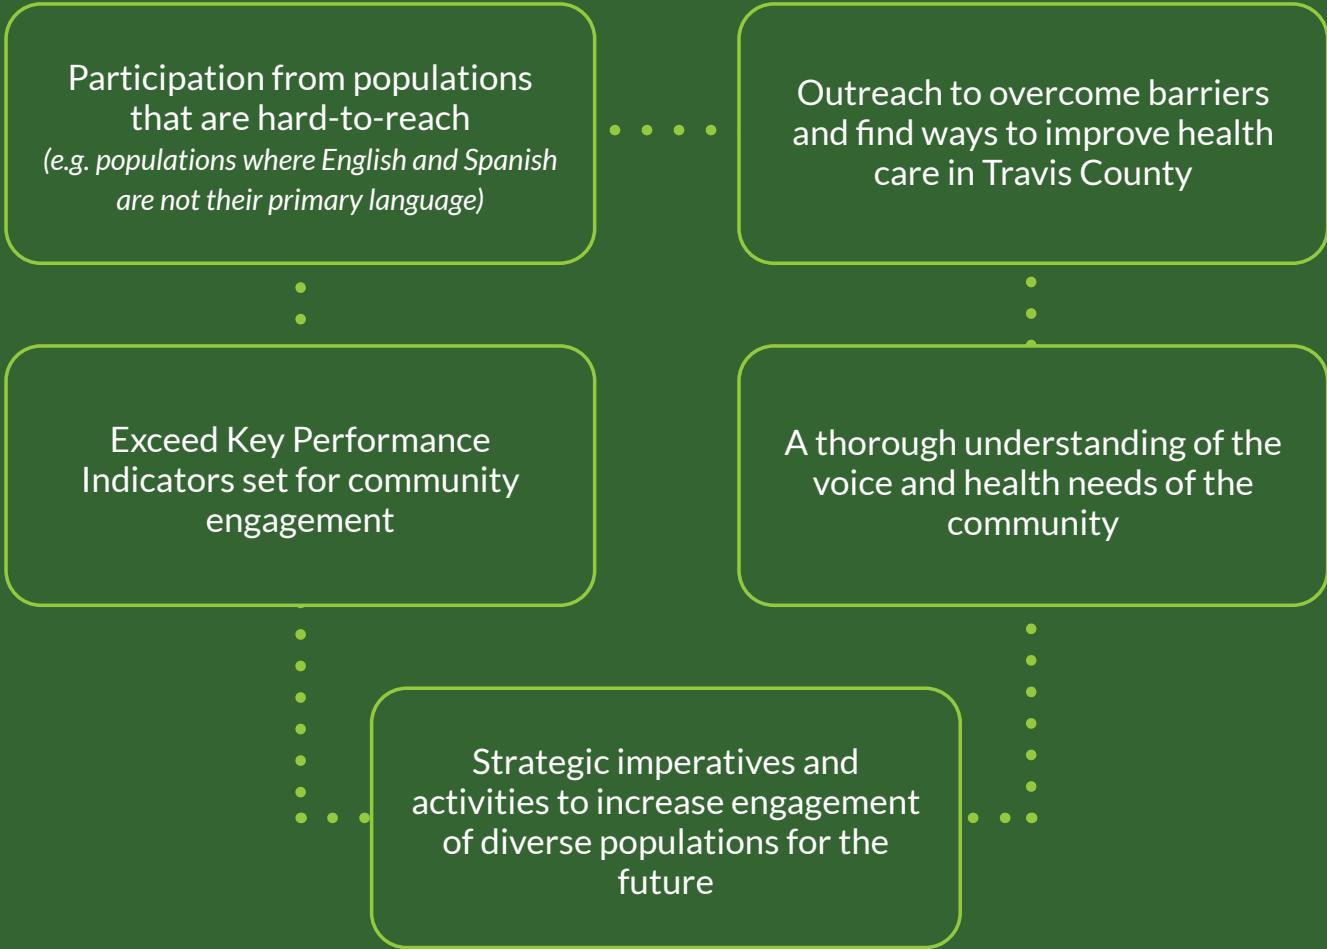 Participation from populations
that are hard-to-reach
(e.g. populations where English and Spanish
are not their primary language)
Outreach to overcome barriers
and find ways to improve health
care in Travis County
Exceed Key Performance
Indicators set for community
engagement
A thorough understanding of the
voice and health needs of the
community
Strategic imperatives and
activities to increase engagement
of diverse populations for the
future